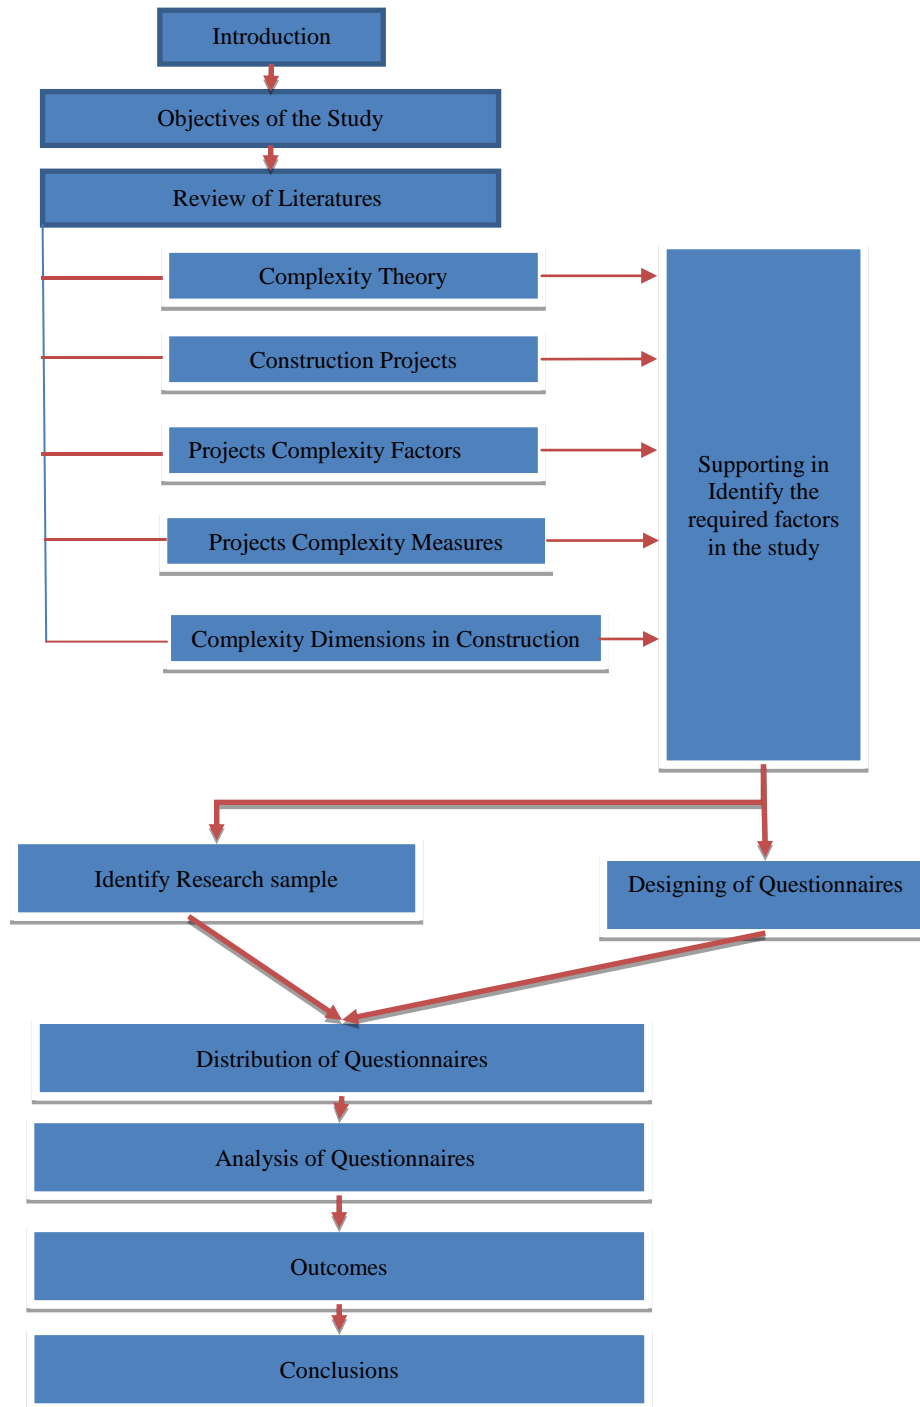 Introduction
Objectives of the Study
Review of Literatures
Complexity Theory
Construction Projects
Projects Complexity Factors
Projects Complexity Measures
Complexity Dimensions in Construction
Supporting in
Identify the
required factors
in the study
Identify Research sample
Designing of Questionnaires
Distribution of Questionnaires
Analysis of Questionnaires
Outcomes
Conclusions